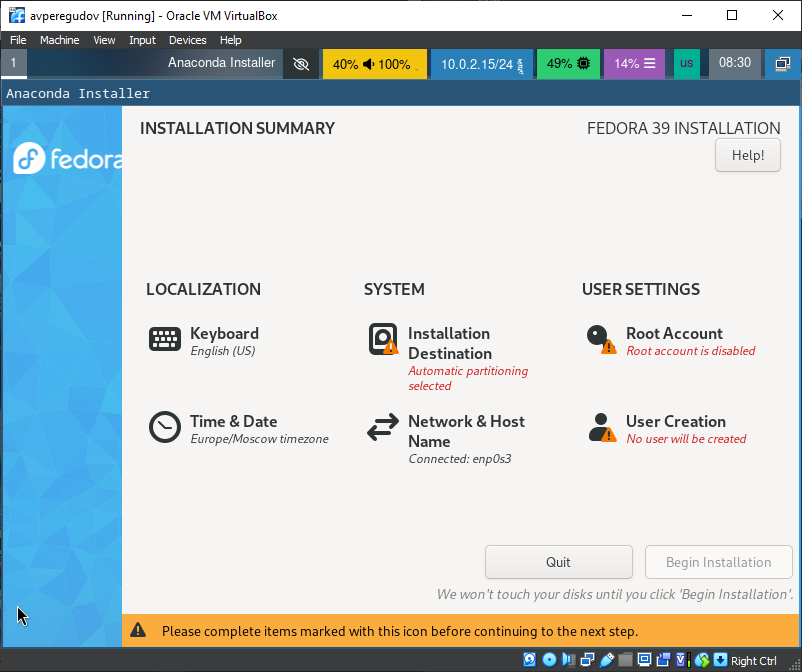 avperegudov [Running] - Oracle VM VirtualBox
File Machine View Input Devices Help
1 Anaconda Installer 40% 100% 10.0.2.15/24 49% 14% us 08:30
Anaconda Installer
fedora
INSTALLATION SUMMARY
FEDORA 39 INSTALLATION
Help!
LOCALIZATION
Keyboard
English (US)
Time & Date
Europe/Moscow timezone
SYSTEM
Installation
Destination
Automatic partitioning
selected
Network & Host
Name
Connected: enp0s3
USER SETTINGS
Root Account
Root account is disabled
User Creation
No user will be created
Quit
Begin Installation
We won't touch your disks until you click 'Begin Installation'.
Please complete items marked with this icon before continuing to the next step.
Right Ctrl